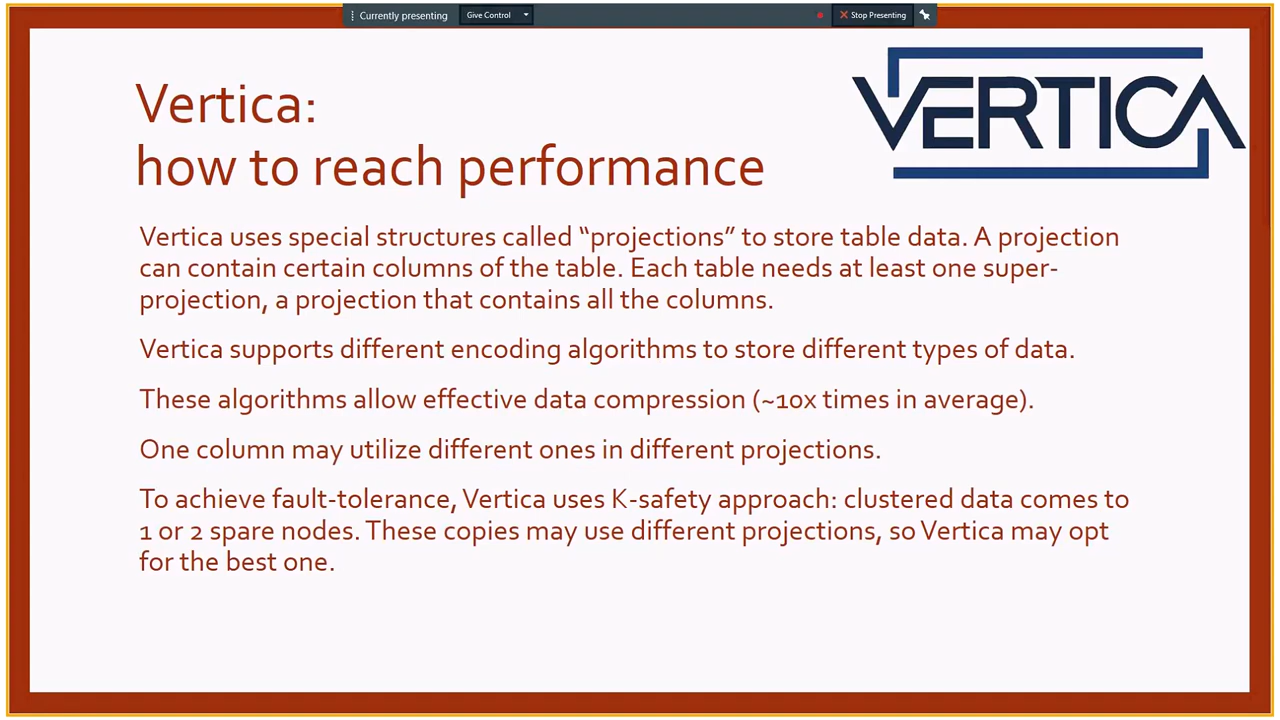 Currently presenting
Give Control
Stop Presenting
VERTICA
Vertica:
how to reach performance
Vertica uses special structures called “projections” to store table data. A projection
can contain certain columns of the table. Each table needs at least one super-
projection, a projection that contains all the columns.
Vertica supports different encoding algorithms to store different types of data.
These algorithms allow effective data compression (~10x times in average).
One column may utilize different ones in different projections.
To achieve fault-tolerance, Vertica uses K-safety approach: clustered data comes to
1 or 2 spare nodes. These copies may use different projections, so Vertica may opt
for the best one.